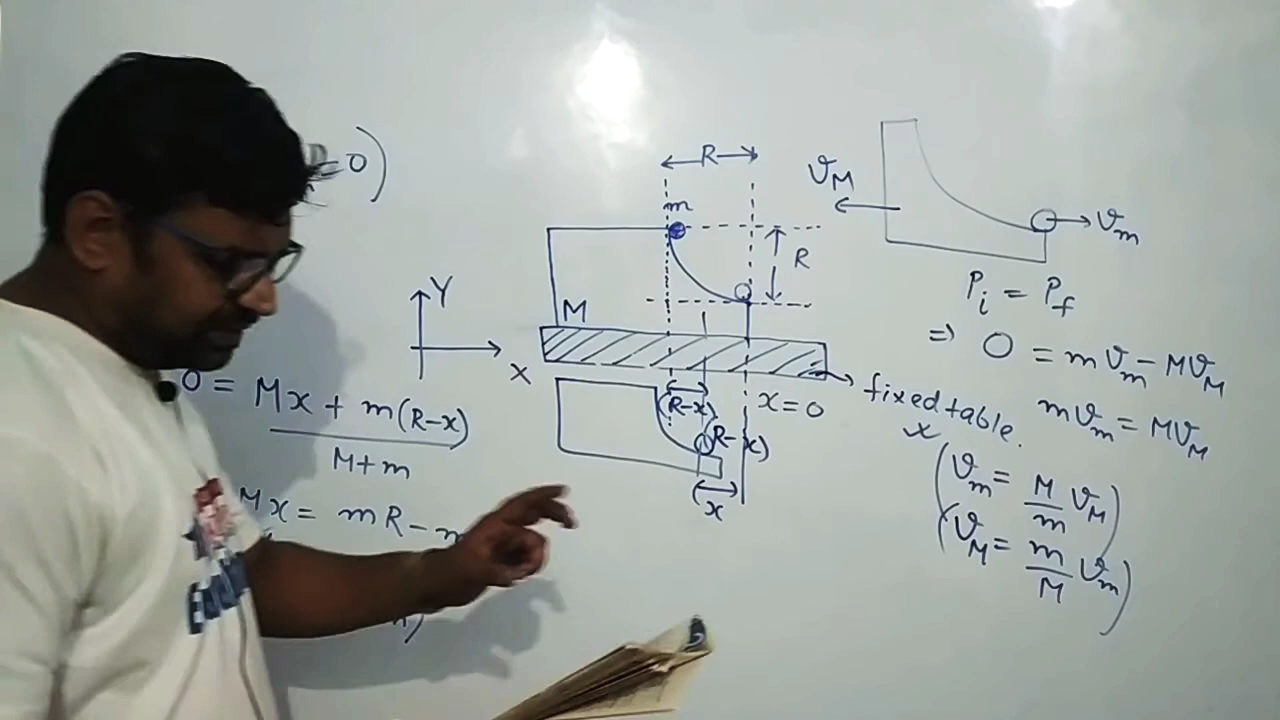 = 0)
Y
X
0 = Mx + m(R-x)
M+m
Mx = mR - m
R
m
R
M
(R-x)
x = 0
(R-x)
x
fixed table.
x
𝑣M
𝑣m
Pi = Pf
⇒ 0 = m𝑣m - M𝑣M
m𝑣m = M𝑣M
(𝑣m = M/m 𝑣M)
(𝑣M = m/M 𝑣m)